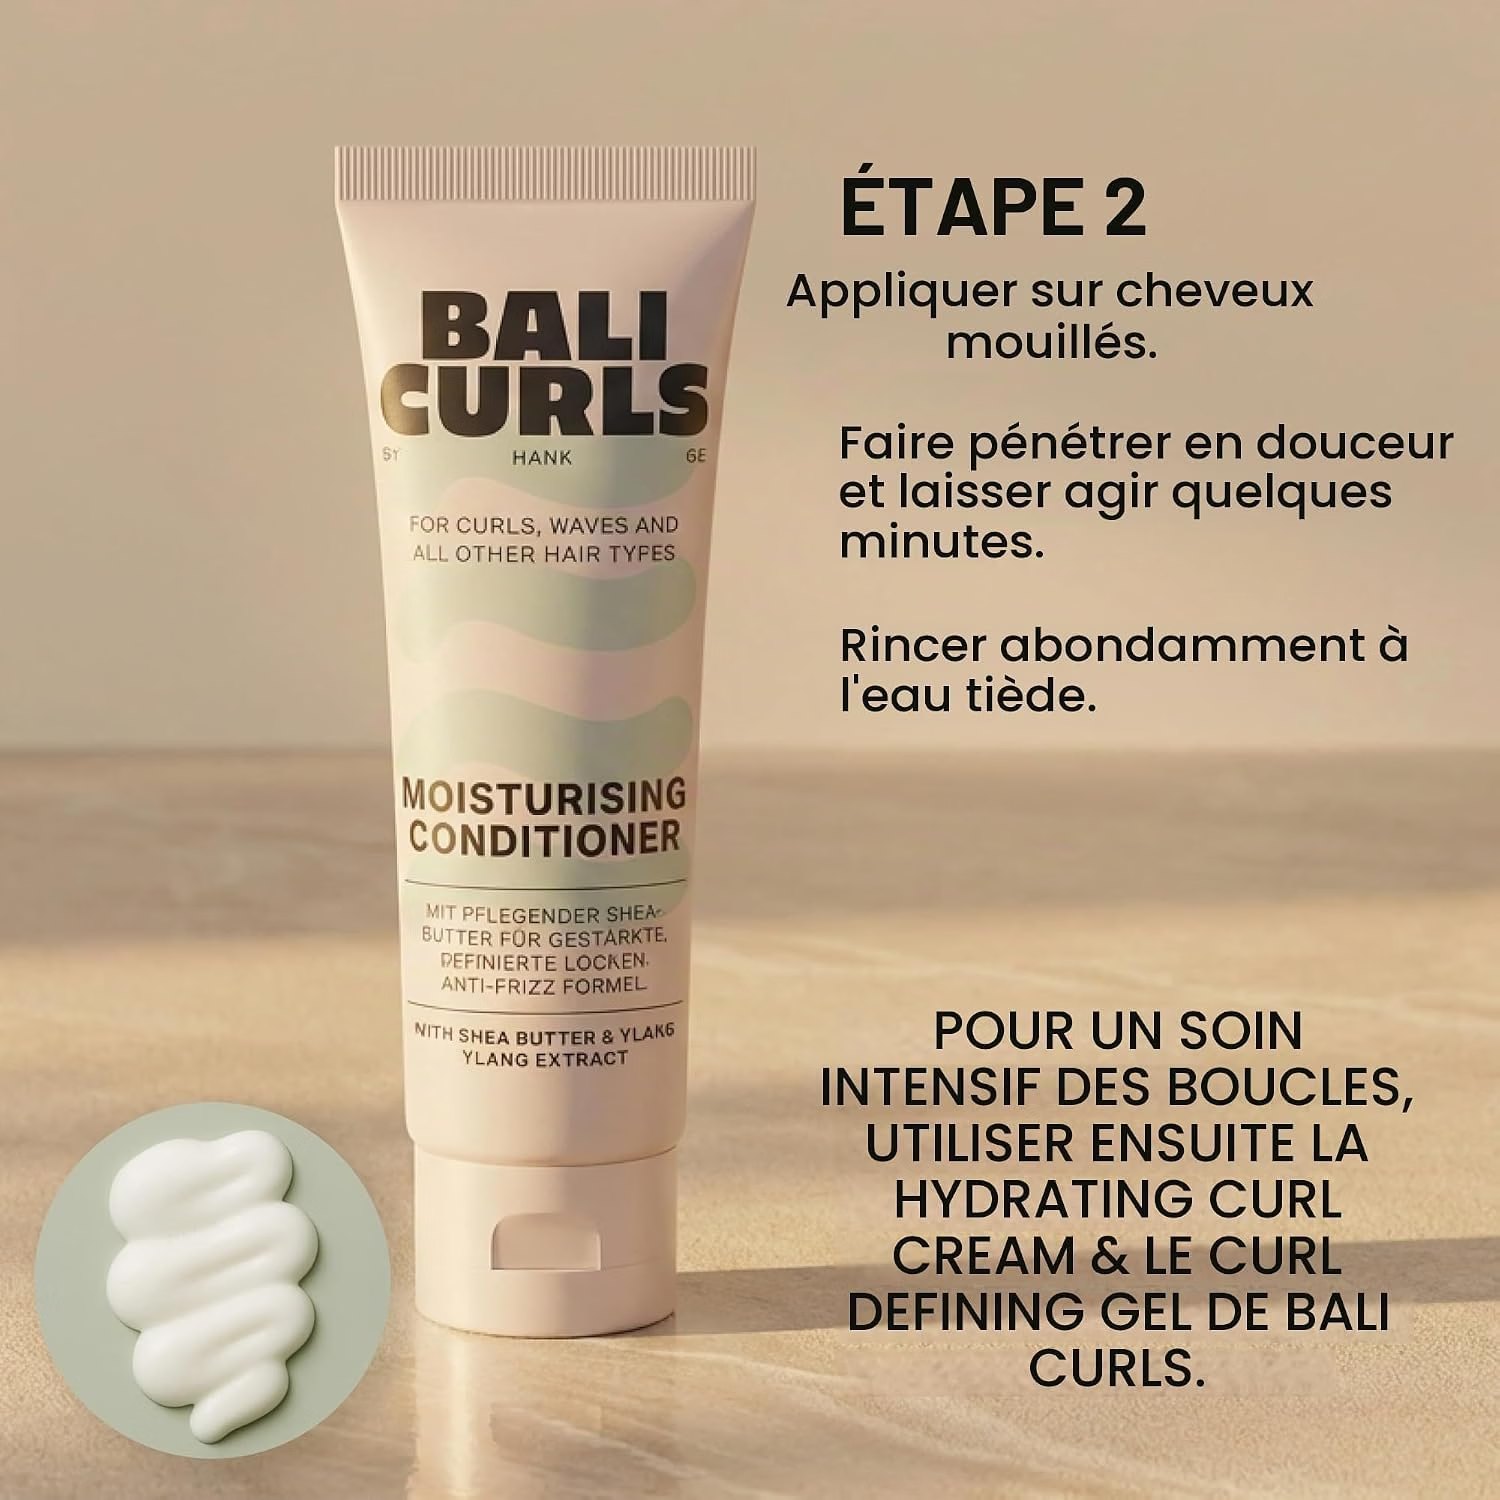 BALI
CURLS
BY
HANK
GE
FOR CURLS, WAVES AND
ALL OTHER HAIR TYPES
MOISTURISING
CONDITIONER
MIT PFLEGENDER SHEA-
BUTTER FÜR GESTÄRKTE,
DEFINIERTE LOCKEN.
ANTI-FRIZZ FORMEL
WITH SHEA BUTTER & YLANG
YLANG EXTRACT
ÉTAPE 2
Appliquer sur cheveux
mouillés.
Faire pénétrer en douceur
et laisser agir quelques
minutes.
Rincer abondamment à
l'eau tiède.
POUR UN SOIN
INTENSIF DES BOUCLES,
UTILISER ENSUITE LA
HYDRATING CURL
CREAM & LE CURL
DEFINING GEL DE BALI
CURLS.